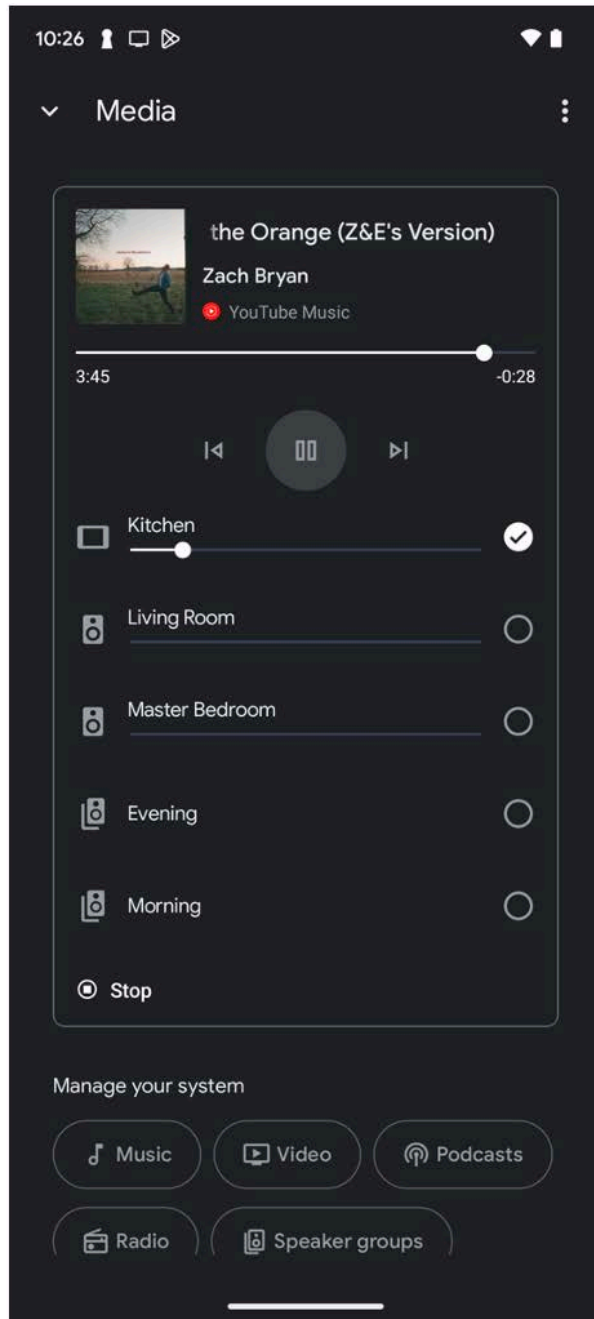 10:26
Media
the Orange (Z&E's Version)
Zach Bryan
YouTube Music
3:45
-0:28
Kitchen
Living Room
Master Bedroom
Evening
Morning
Stop
Manage your system
Music
Video
Podcasts
Radio
Speaker groups